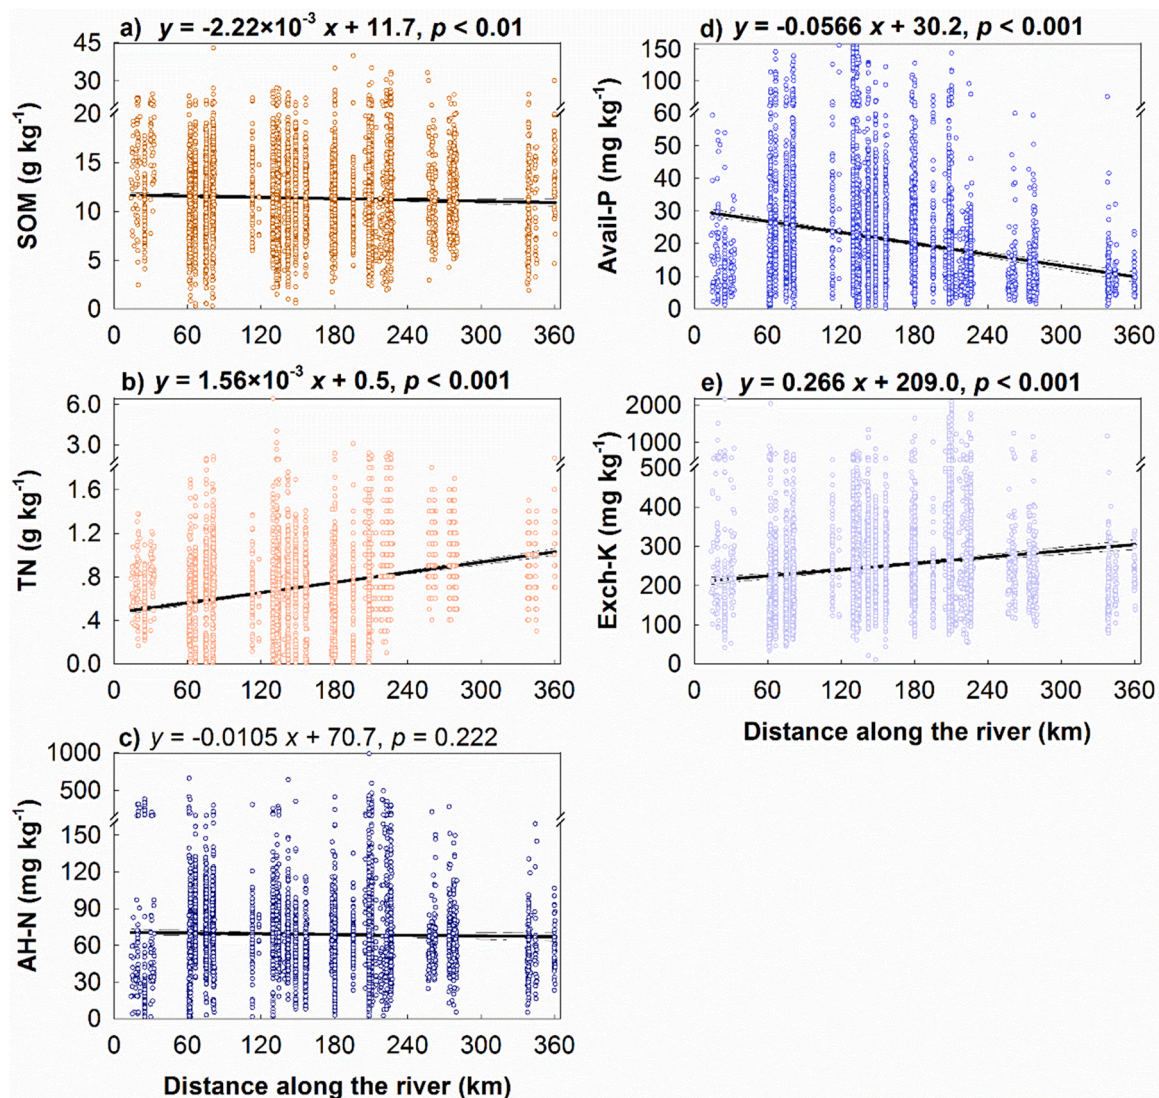 a) y = -2.22×10⁻³ x + 11.7, p < 0.01
SOM (g kg⁻¹)
45
30
20
15
10
5
0
0 60 120 180 240 300 360
b) y = 1.56×10⁻³ x + 0.5, p < 0.001
TN (g kg⁻¹)
6.0
3.0
1.6
1.2
.8
.4
0.0
0 60 120 180 240 300 360
c) y = -0.0105 x + 70.7, p = 0.222
AH-N (mg kg⁻¹)
1000
500
150
120
90
60
30
0
0 60 120 180 240 300 360
Distance along the river (km)
d) y = -0.0566 x + 30.2, p < 0.001
Avail-P (mg kg⁻¹)
150
100
60
50
40
30
20
10
0
0 60 120 180 240 300 360
e) y = 0.266 x + 209.0, p < 0.001
Exch-K (mg kg⁻¹)
2000
1000
500
400
300
200
100
0
0 60 120 180 240 300 360
Distance along the river (km)